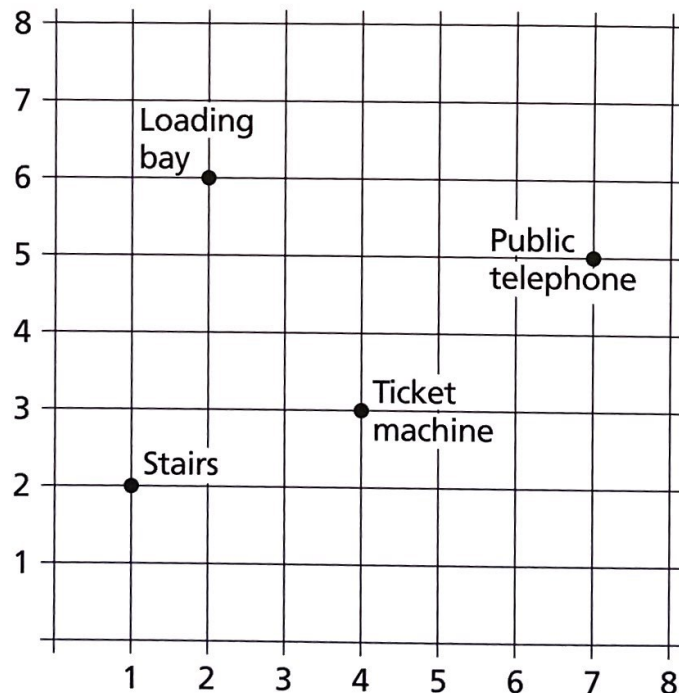 8
7
Loading
bay
6
Public
5
telephone
4
Ticket
3
machine
Stairs
2
1
1 2 3 4 5 6 7 8